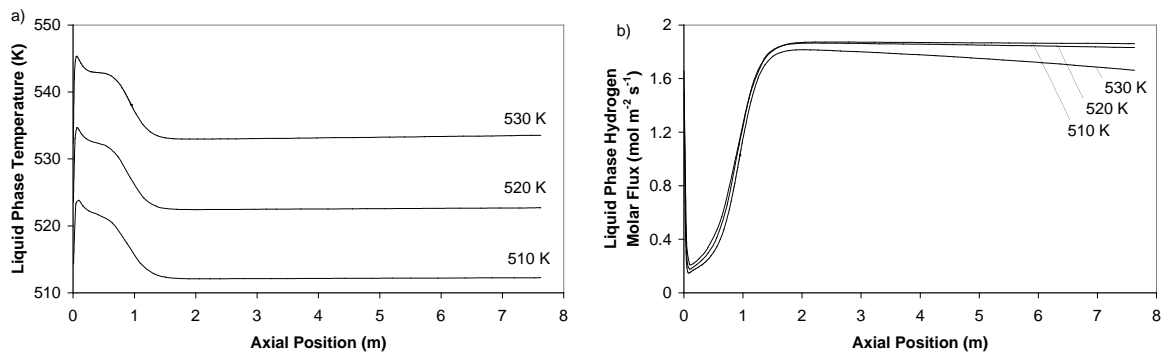 a)
Liquid Phase Temperature (K)
550
540
530
520
510
530 K
520 K
510 K
0 1 2 3 4 5 6 7 8
Axial Position (m)
b)
Liquid Phase Hydrogen
Molar Flux (mol m⁻² s⁻¹)
2
1.6
1.2
0.8
0.4
0
530 K
520 K
510 K
0 1 2 3 4 5 6 7 8
Axial Position (m)